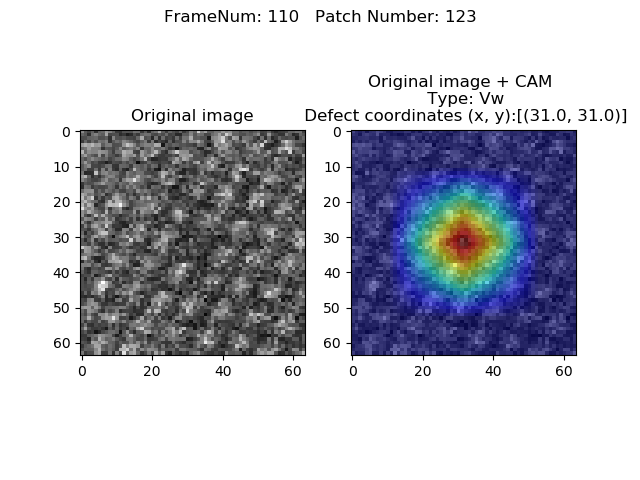 FrameNum: 110   Patch Number: 123
Original image
Original image + CAM
Type: Vw
Defect coordinates (x, y):[(31.0, 31.0)]
0
10
20
30
40
50
60
0 20 40 60
0
10
20
30
40
50
60
0 20 40 60